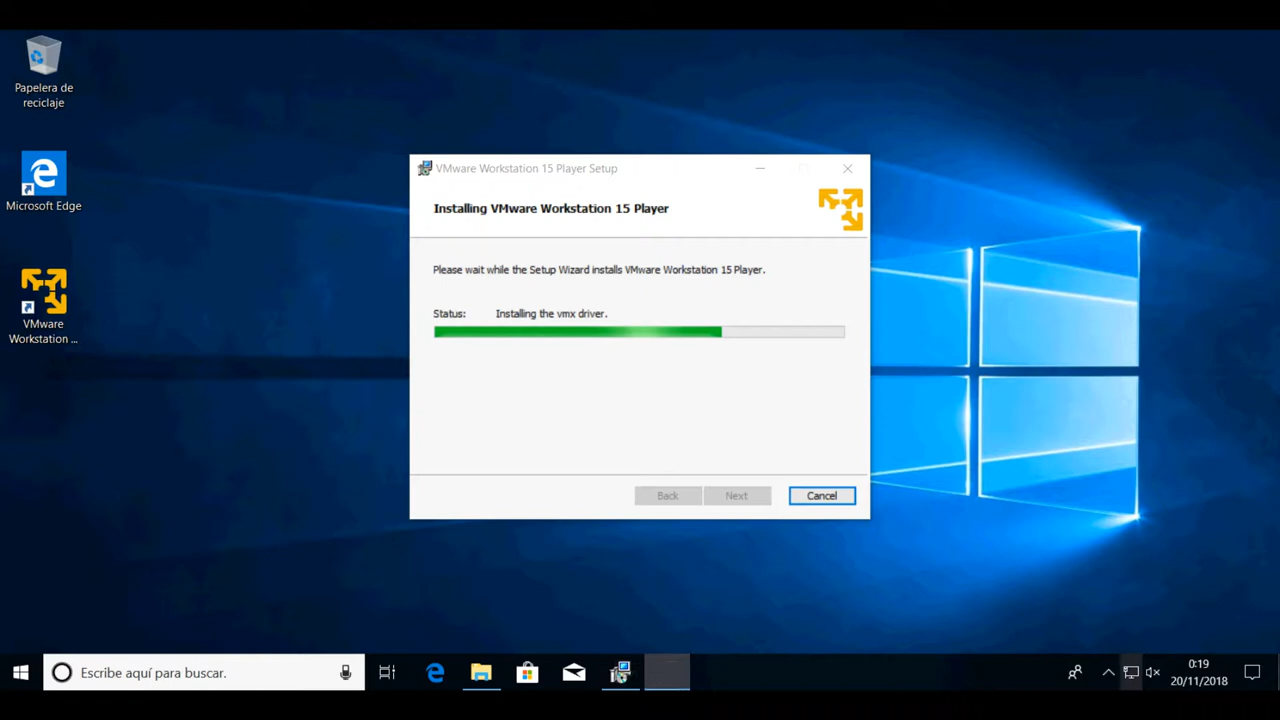 Papelera de
reciclaje
Microsoft Edge
VMware
Workstation ...
VMware Workstation 15 Player Setup
Installing VMware Workstation 15 Player
Please wait while the Setup Wizard installs VMware Workstation 15 Player.
Status: Installing the vmx driver.
Back Next Cancel
Escribe aquí para buscar.
0:19
20/11/2018